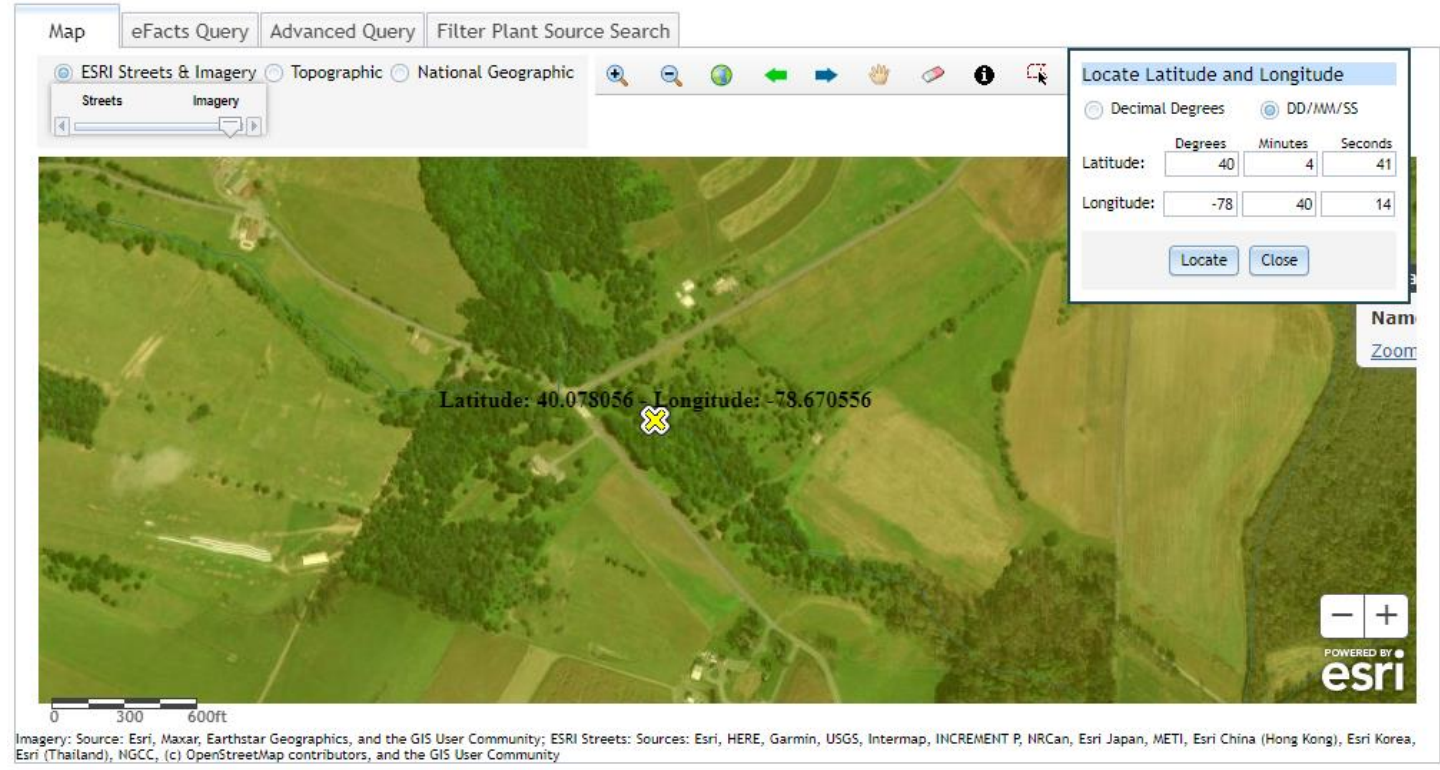 Map eFacts Query Advanced Query Filter Plant Source Search
ESRI Streets & Imagery Topographic National Geographic
Streets Imagery
Locate Latitude and Longitude
Decimal Degrees DD/MM/SS
Degrees Minutes Seconds
Latitude: 40 4 41
Longitude: -78 40 14
Locate Close
Zoom
Latitude: 40.078056 - Longitude: -78.670556
POWERED BY
esri
0 300 600ft
Imagery: Source: Esri, Maxar, Earthstar Geographics, and the GIS User Community; ESRI Streets: Sources: Esri, HERE, Garmin, USGS, Intermap, INCREMENT P, NRCan, Esri Japan, METI, Esri China (Hong Kong), Esri Korea,
Esri (Thailand), NGCC, (c) OpenStreetMap contributors, and the GIS User Community